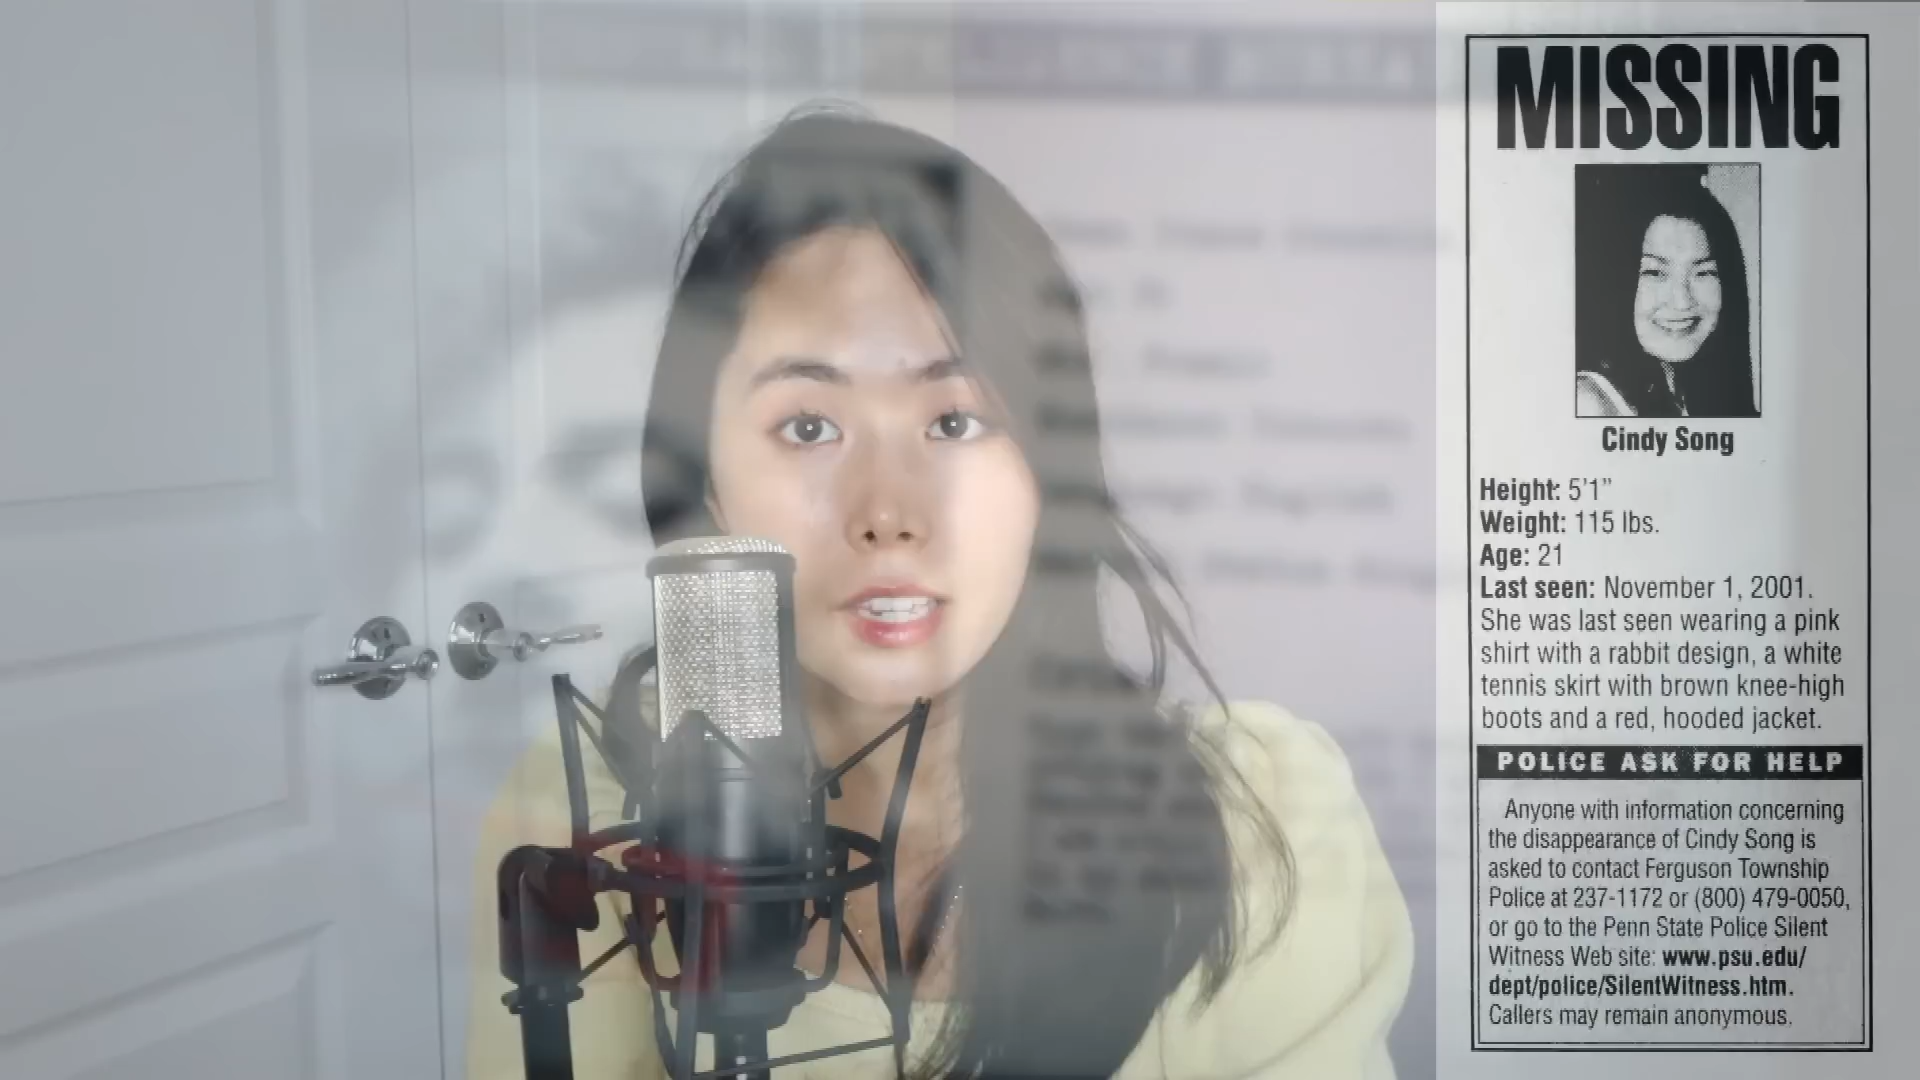 MISSING
Cindy Song
Height: 5'1"
Weight: 115 lbs.
Age: 21
Last seen: November 1, 2001.
She was last seen wearing a pink
shirt with a rabbit design, a white
tennis skirt with brown knee-high
boots and a red, hooded jacket.
POLICE ASK FOR HELP
Anyone with information concerning
the disappearance of Cindy Song is
asked to contact Ferguson Township
Police at 237-1172 or (800) 479-0050,
or go to the Penn State Police Silent
Witness Web site: www.psu.edu/
dept/police/SilentWitness.htm.
Callers may remain anonymous.